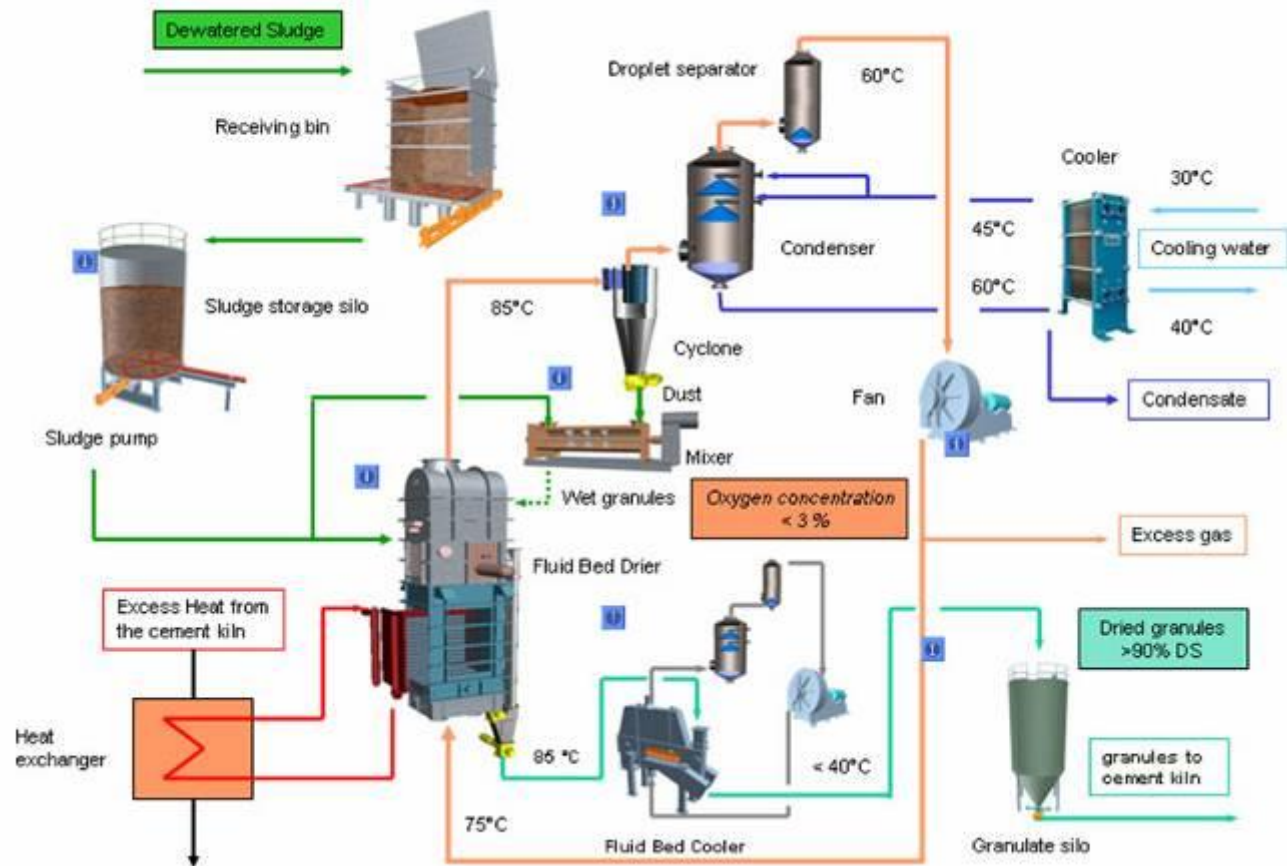 Dewatered Sludge
Receiving bin
Droplet separator
60°C
Cooler
30°C
45°C
Cooling water
60°C
40°C
Condenser
Sludge storage silo
85°C
Cyclone
Dust
Fan
Condensate
Sludge pump
Mixer
Wet granules
Oxygen concentration
< 3 %
Excess gas
Fluid Bed Drier
Excess Heat from
the cement kiln
Dried granules
>90% DS
Heat
exchanger
85 °C
< 40°C
granules to
cement kiln
75°C
Fluid Bed Cooler
Granulate silo